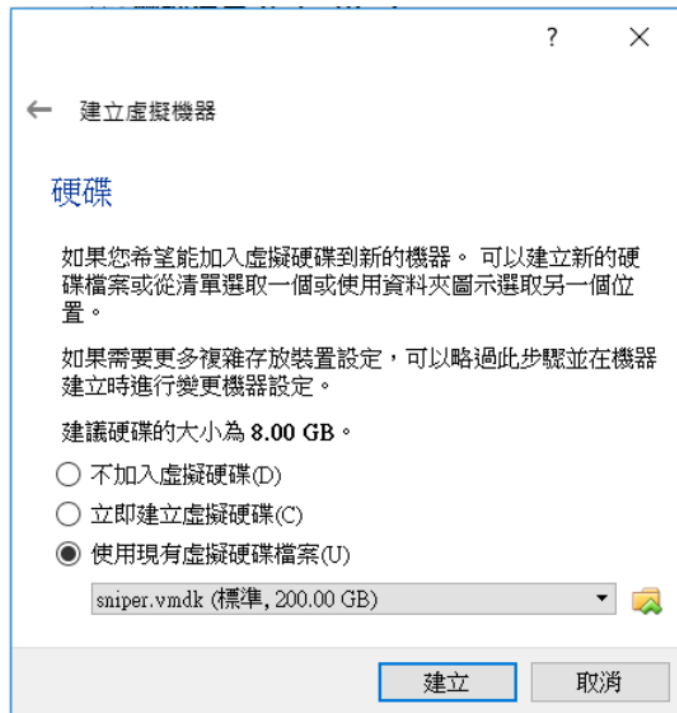 ?
建立虛擬機器
硬碟
如果您希望能加入虛擬硬碟到新的機器。 可以建立新的硬
碟檔案或從清單選取一個或使用資料夾圖示選取另一個位
置。
如果需要更多複雜存放裝置設定，可以略過此步驟並在機器
建立時進行變更機器設定。
建議硬碟的大小為 8.00 GB。
不加入虛擬硬碟(D)
立即建立虛擬硬碟(C)
使用現有虛擬硬碟檔案(U)
sniper.vmdk (標準, 200.00 GB)
建立
取消